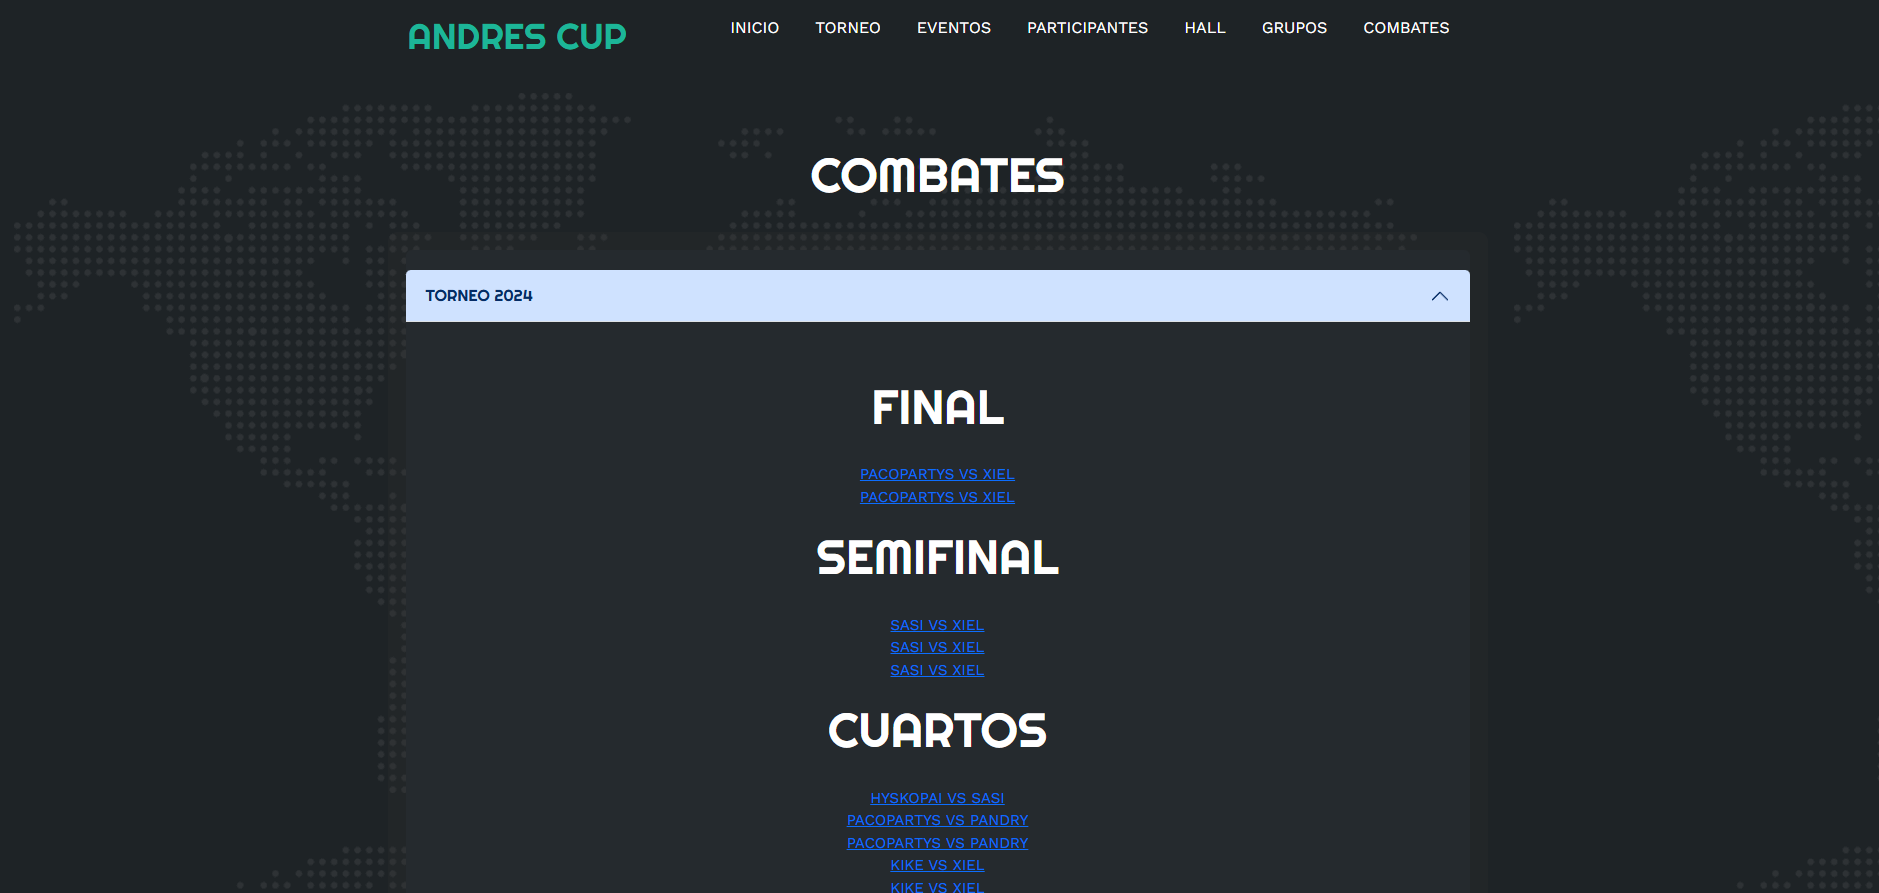 ANDRES CUP
INICIO TORNEO EVENTOS PARTICIPANTES HALL GRUPOS COMBATES
COMBATES
TORNEO 2024
FINAL
PACOPARTYS VS XIEL
PACOPARTYS VS XIEL
SEMIFINAL
SASI VS XIEL
SASI VS XIEL
SASI VS XIEL
CUARTOS
HYSKOPAI VS SASI
PACOPARTYS VS PANDRY
PACOPARTYS VS PANDRY
KIKE VS XIEL
KIKE VS XIEL